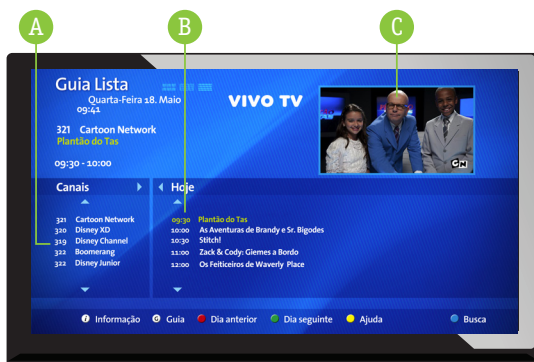 A B C
Guia Lista
Quarta-Feira 18. Maio
09:41
VIVO TV
321 Cartoon Network
Plantão do Tas
09:30 - 10:00
CN
Canais
Hoje
321 Cartoon Network
320 Disney XD
319 Disney Channel
322 Boomerang
322 Disney Junior
09:30 Plantão do Tas
10:00 As Aventuras de Brandy e Sr. Bigodes
10:30 Stitch!
11:00 Zack & Cody: Giemes a Bordo
12:00 Os Feiticeiros de Waverly Place
i Informação G Guia Dia anterior Dia seguinte Ajuda Busca